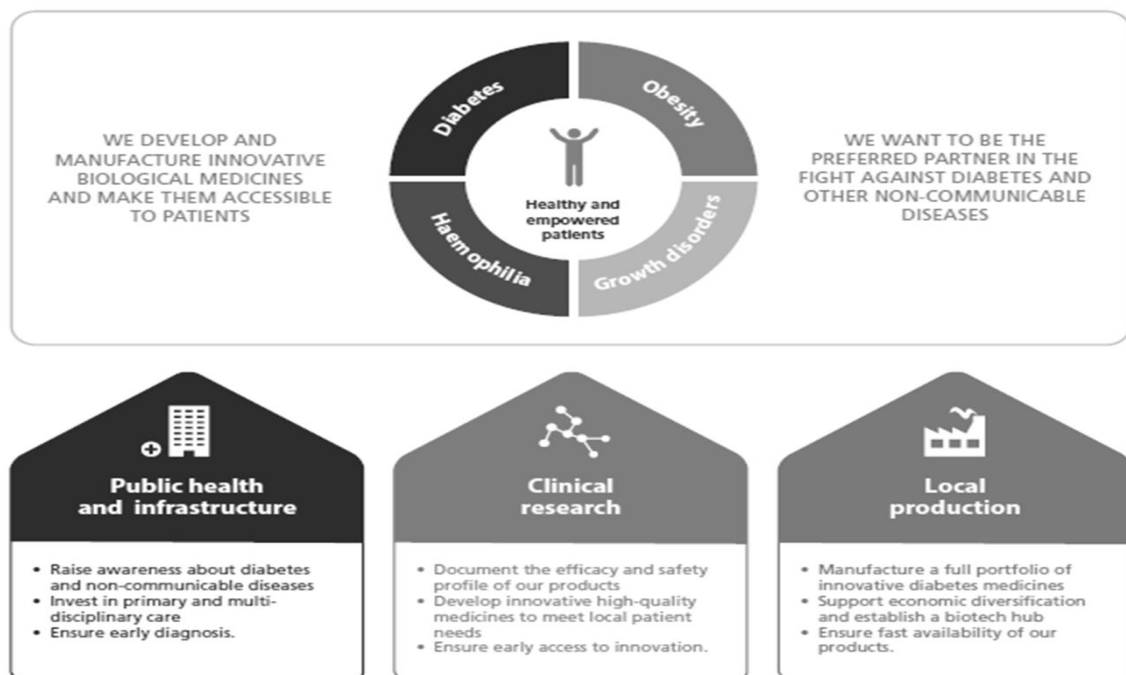 WE DEVELOP AND
MANUFACTURE INNOVATIVE
BIOLOGICAL MEDICINES
AND MAKE THEM ACCESSIBLE
TO PATIENTS
Diabetes
Obesity
Haemophilia
Growth disorders
Healthy and
empowered
patients
WE WANT TO BE THE
PREFERRED PARTNER IN THE
FIGHT AGAINST DIABETES AND
OTHER NON-COMMUNICABLE
DISEASES
Public health
and infrastructure
• Raise awareness about diabetes
and non-communicable diseases
• Invest in primary and multi-
disciplinary care
• Ensure early diagnosis.
Clinical
research
• Document the efficacy and safety
profile of our products
• Develop innovative high-quality
medicines to meet local patient
needs
• Ensure early access to innovation.
Local
production
• Manufacture a full portfolio of
innovative diabetes medicines
• Support economic diversification
and establish a biotech hub
• Ensure fast availability of our
products.